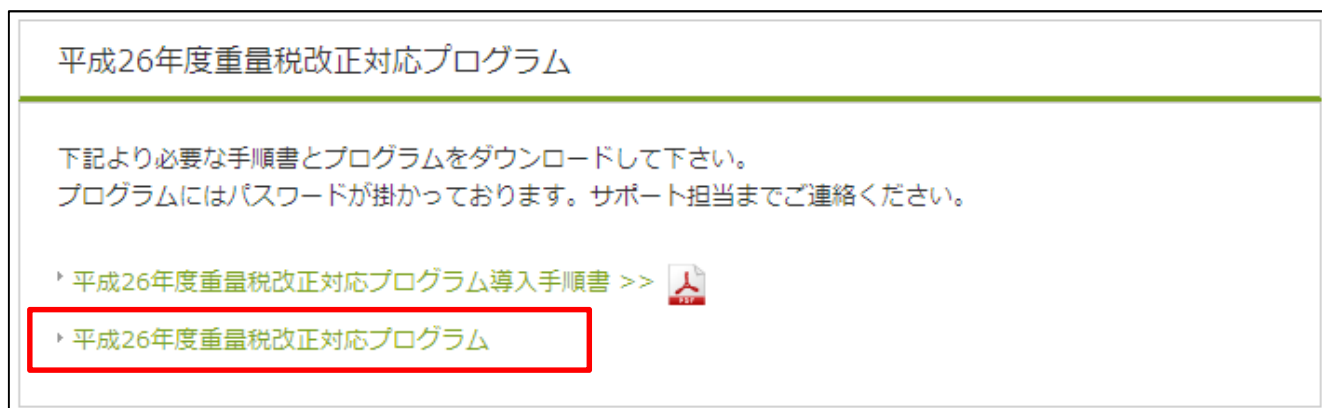 平成26年度重量税改正対応プログラム
下記より必要な手順書とプログラムをダウンロードして下さい。
プログラムにはパスワードが掛かっております。サポート担当までご連絡ください。
平成26年度重量税改正対応プログラム導入手順書 >> PDF
平成26年度重量税改正対応プログラム